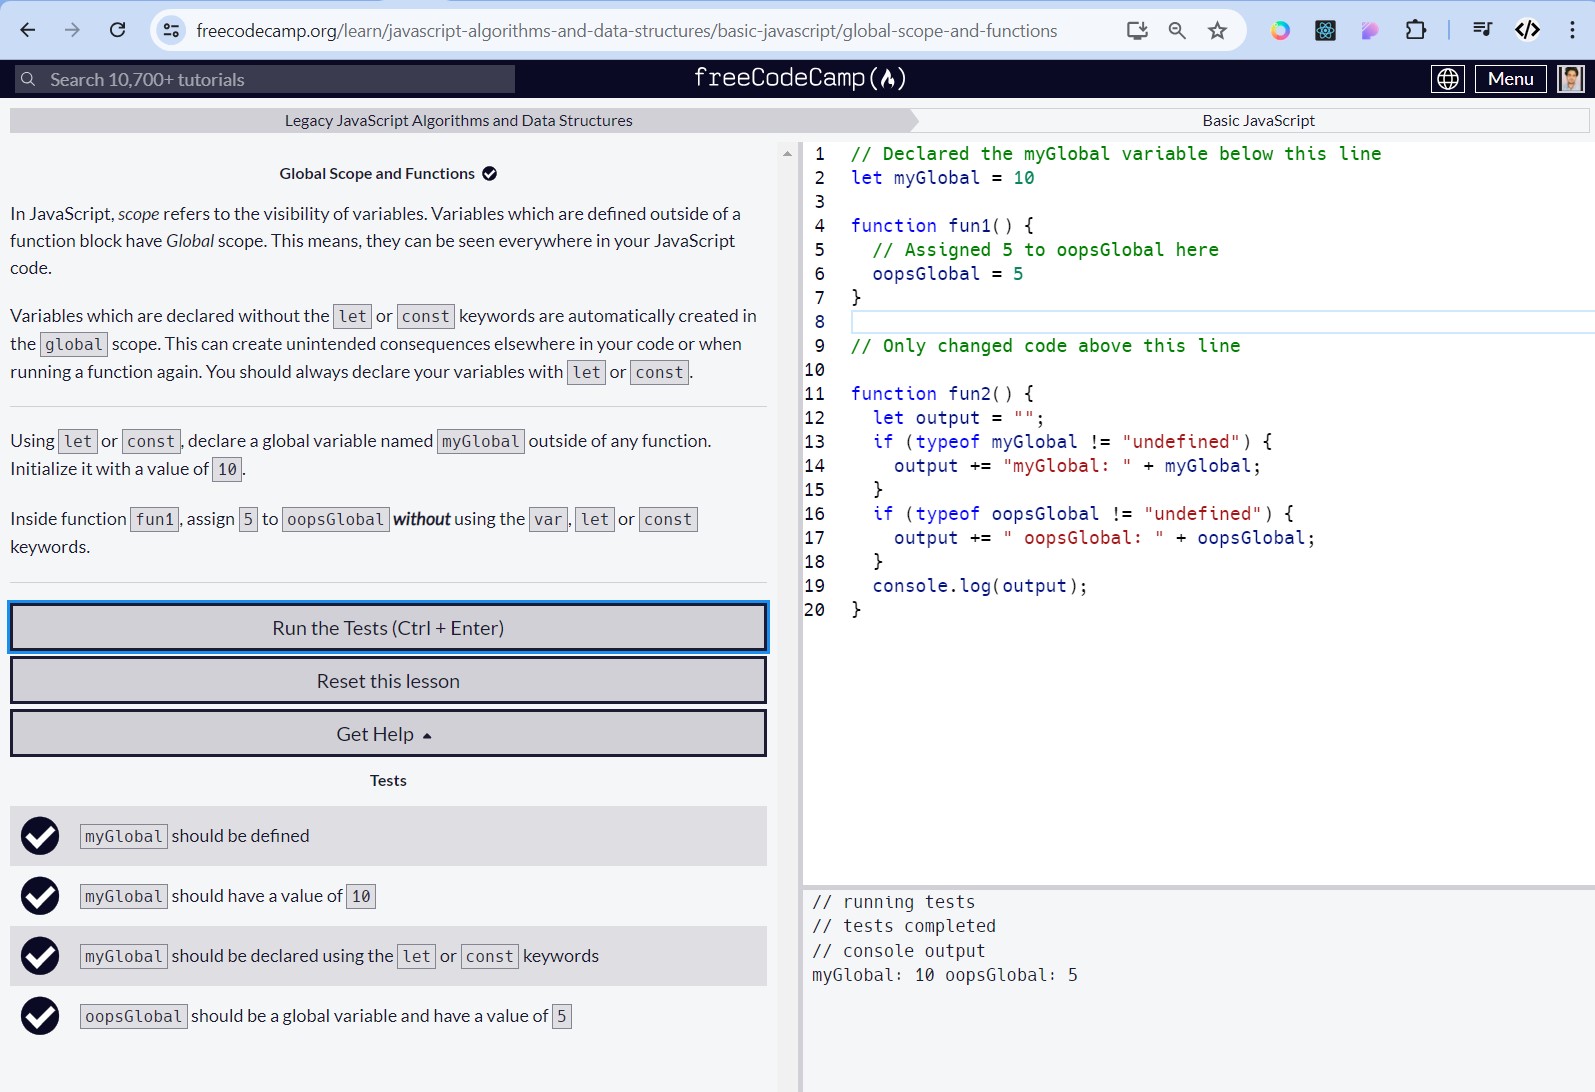 freecodecamp.org/learn/javascript-algorithms-and-data-structures/basic-javascript/global-scope-and-functions
Search 10,700+ tutorials
freeCodeCamp
Menu
Legacy JavaScript Algorithms and Data Structures
Basic JavaScript
Global Scope and Functions
In JavaScript, scope refers to the visibility of variables. Variables which are defined outside of a
function block have Global scope. This means, they can be seen everywhere in your JavaScript
code.
Variables which are declared without the let or const keywords are automatically created in
the global scope. This can create unintended consequences elsewhere in your code or when
running a function again. You should always declare your variables with let or const.
Using let or const, declare a global variable named myGlobal outside of any function.
Initialize it with a value of 10.
Inside function fun1, assign 5 to oopsGlobal without using the var, let or const
keywords.
Run the Tests (Ctrl + Enter)
Reset this lesson
Get Help
Tests
myGlobal should be defined
myGlobal should have a value of 10
myGlobal should be declared using the let or const keywords
oopsGlobal should be a global variable and have a value of 5
1 // Declared the myGlobal variable below this line
2 let myGlobal = 10
3
4 function fun1() {
5 // Assigned 5 to oopsGlobal here
6 oopsGlobal = 5
7 }
8
9 // Only changed code above this line
10
11 function fun2() {
12 let output = "";
13 if (typeof myGlobal != "undefined") {
14 output += "myGlobal: " + myGlobal;
15 }
16 if (typeof oopsGlobal != "undefined") {
17 output += " oopsGlobal: " + oopsGlobal;
18 }
19 console.log(output);
20 }
// running tests
// tests completed
// console output
myGlobal: 10 oopsGlobal: 5